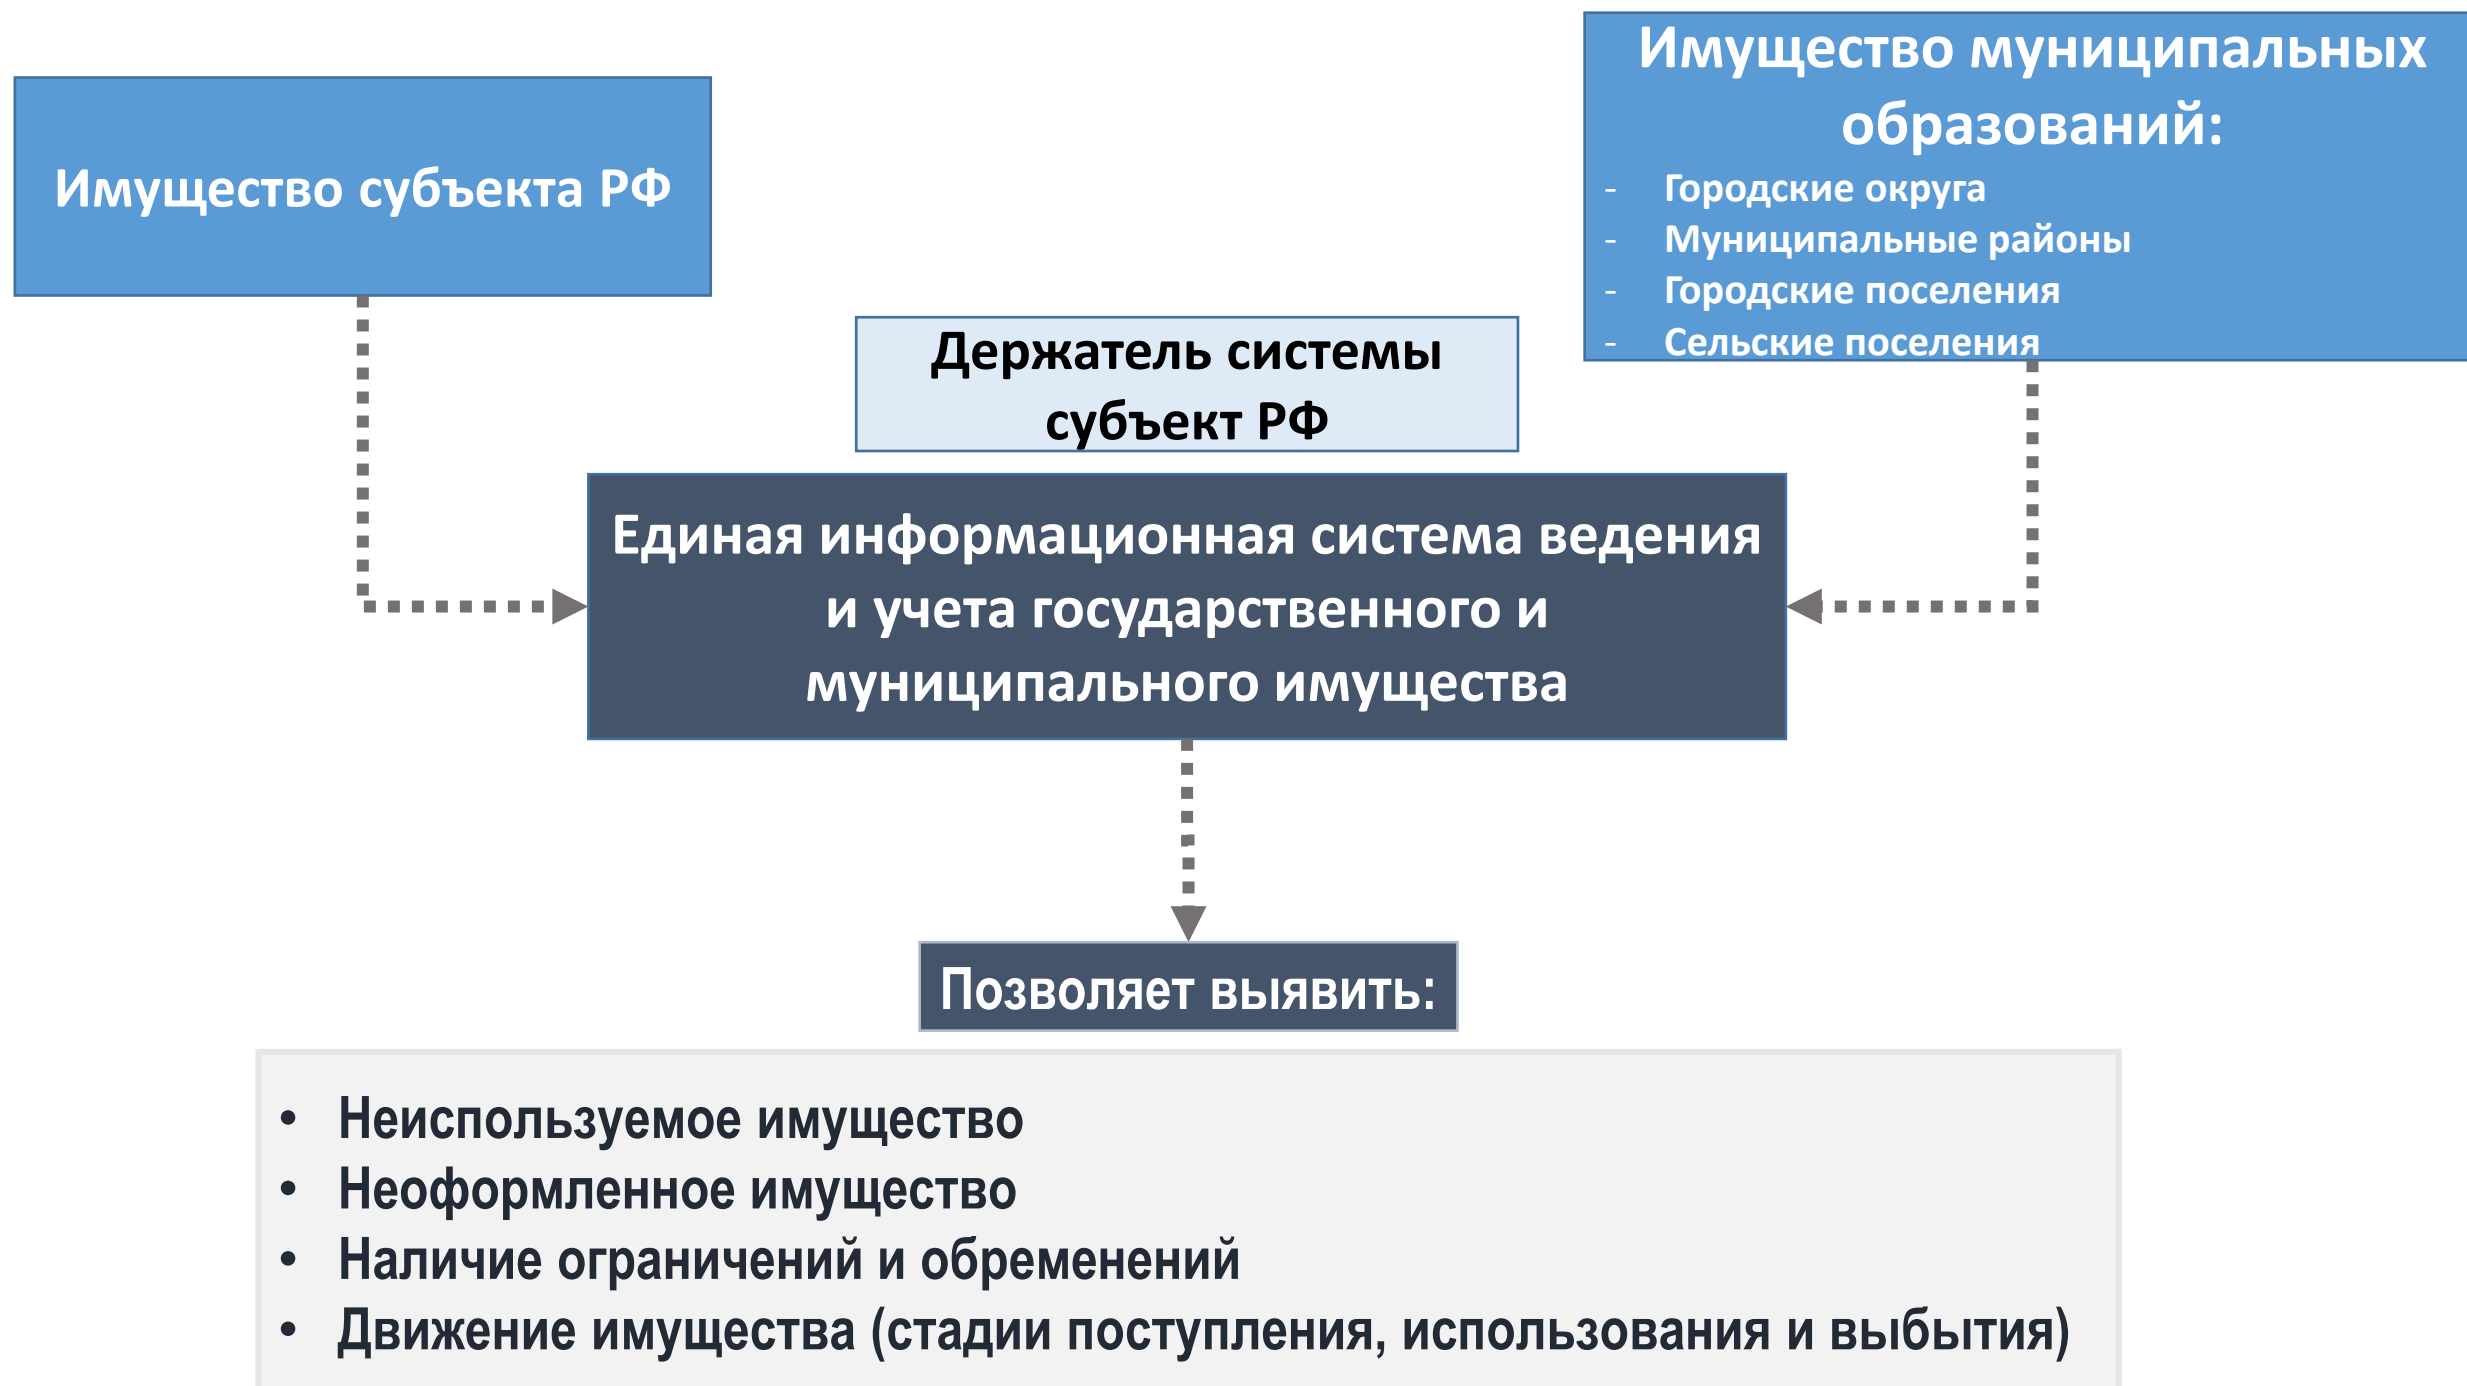 Имущество субъекта РФ
Имущество муниципальных
образований:
- Городские округа
- Муниципальные районы
- Городские поселения
- Сельские поселения
Держатель системы
субъект РФ
Единая информационная система ведения
и учета государственного и
муниципального имущества
Позволяет выявить:
• Неиспользуемое имущество
• Неоформленное имущество
• Наличие ограничений и обременений
• Движение имущества (стадии поступления, использования и выбытия)